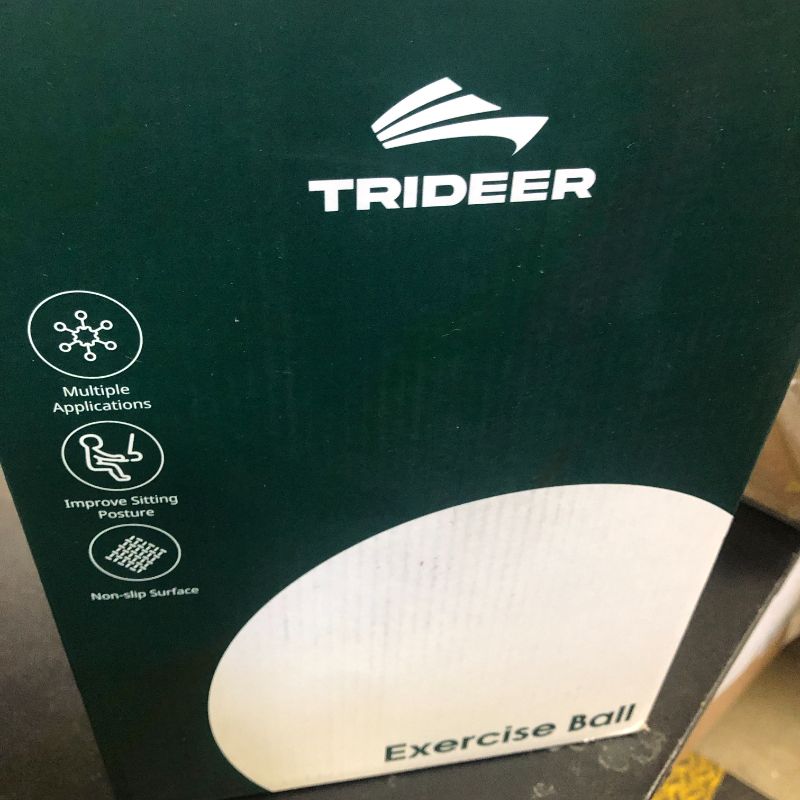 TRIDEER
Multiple
Applications
Improve Sitting
Posture
Non-slip Surface
Exercise Ball